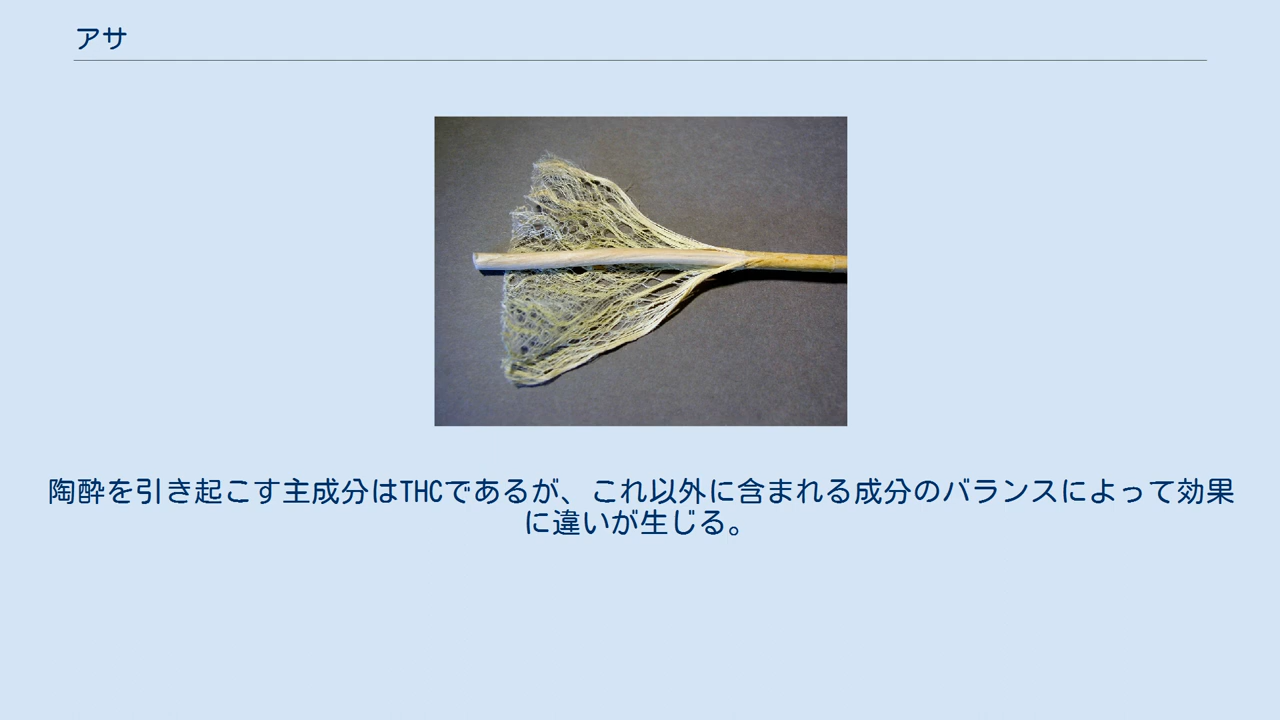 アサ
陶酔を引き起こす主成分はTHCであるが、これ以外に含まれる成分のバランスによって効果
に違いが生じる。